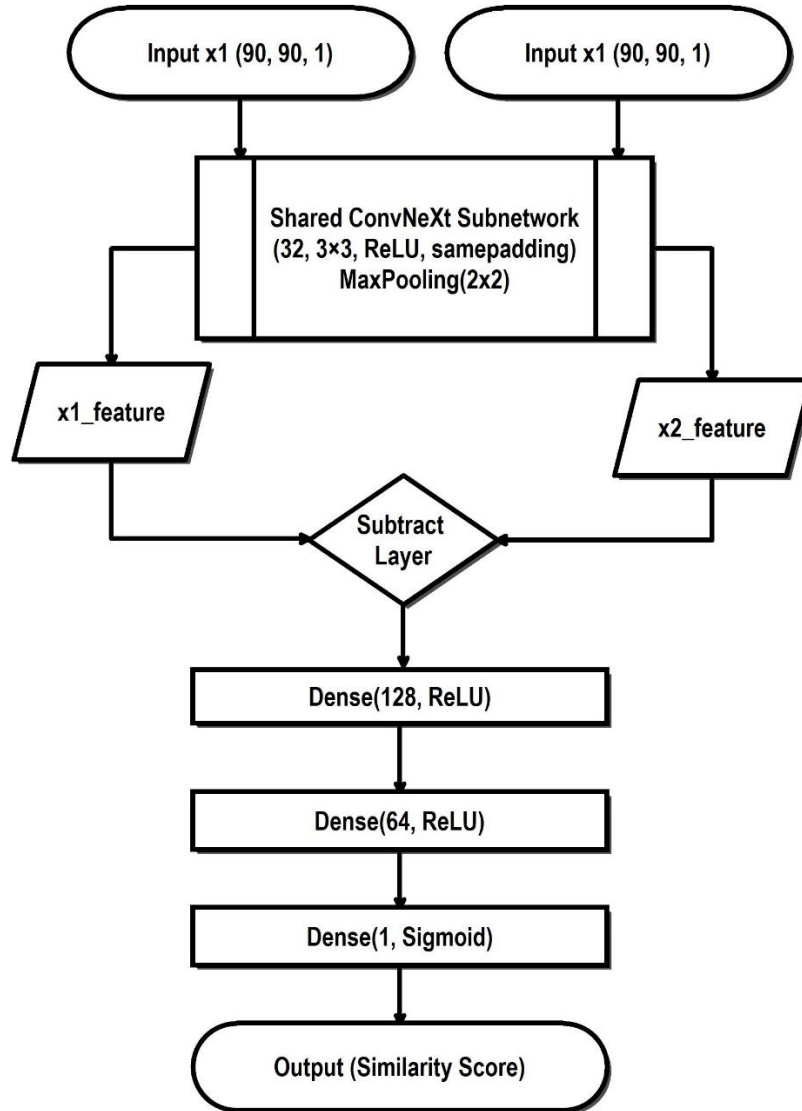 Input x1 (90, 90, 1)
Input x1 (90, 90, 1)
Shared ConvNeXt Subnetwork
(32, 3×3, ReLU, samepadding)
MaxPooling(2x2)
x1_feature
x2_feature
Subtract
Layer
Dense(128, ReLU)
Dense(64, ReLU)
Dense(1, Sigmoid)
Output (Similarity Score)